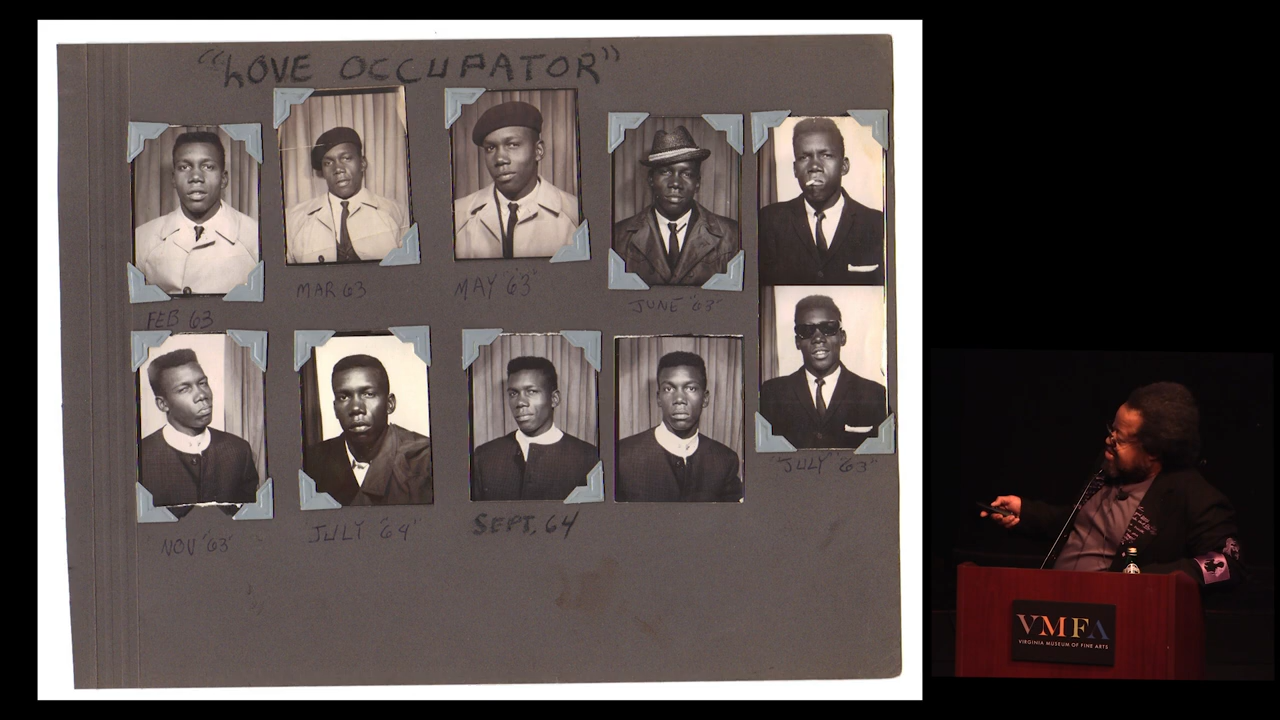 "LOVE OCCUPATOR"
FEB 63
MAR 63
MAY "63"
JUNE "63"
"JULY "63"
NOV "63"
JULY "64"
SEPT. 64
VMFA
VIRGINIA MUSEUM OF FINE ARTS